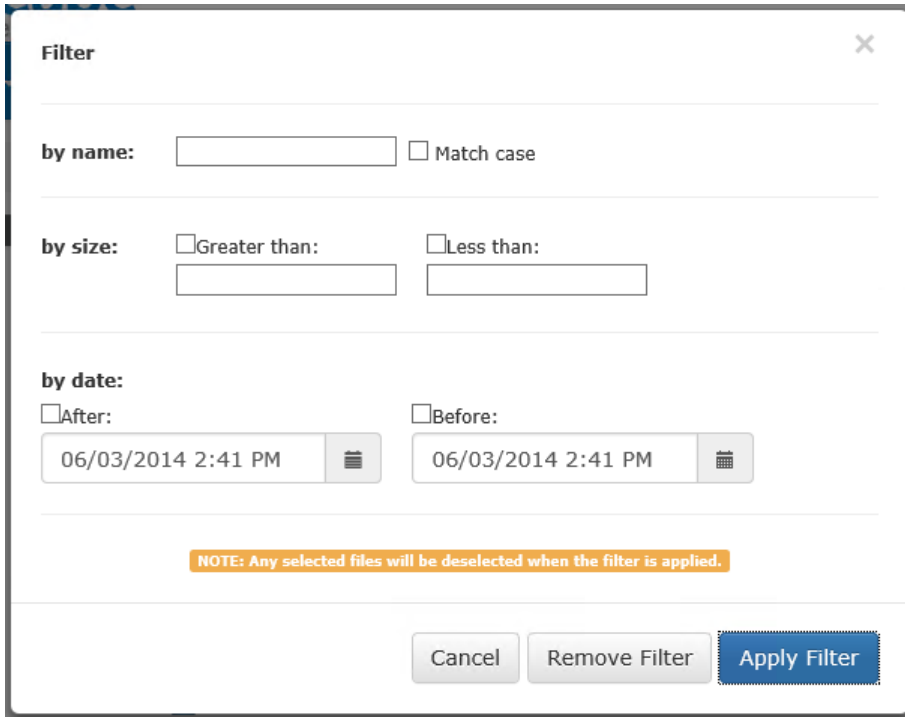 Filter
×
by name:
Match case
by size:
Greater than:
Less than:
by date:
After:
Before:
06/03/2014 2:41 PM
06/03/2014 2:41 PM
NOTE: Any selected files will be deselected when the filter is applied.
Cancel
Remove Filter
Apply Filter